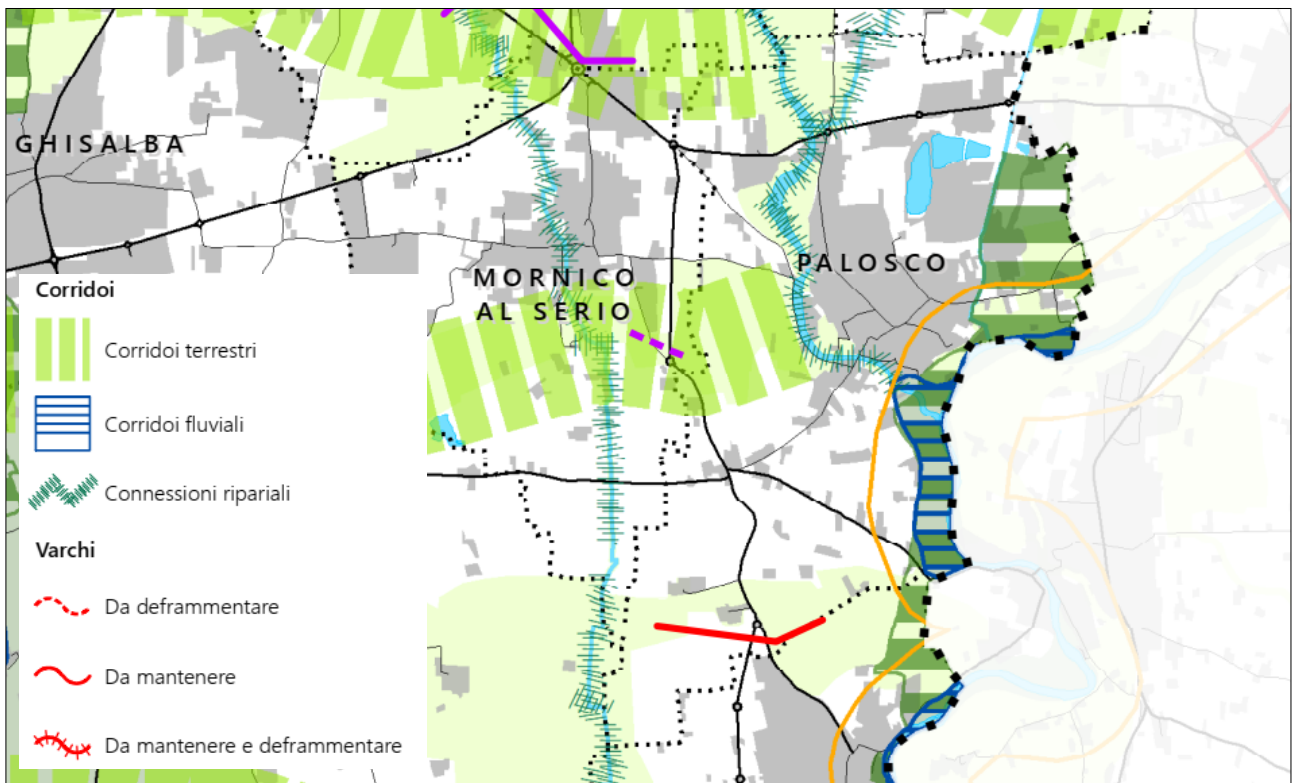 GHISALBA
MORNICO
AL SERIO
PALOSCO
Corridoi
Corridoi terrestri
Corridoi fluviali
Connessioni ripariali
Varchi
Da deframmentare
Da mantenere
Da mantenere e deframmentare